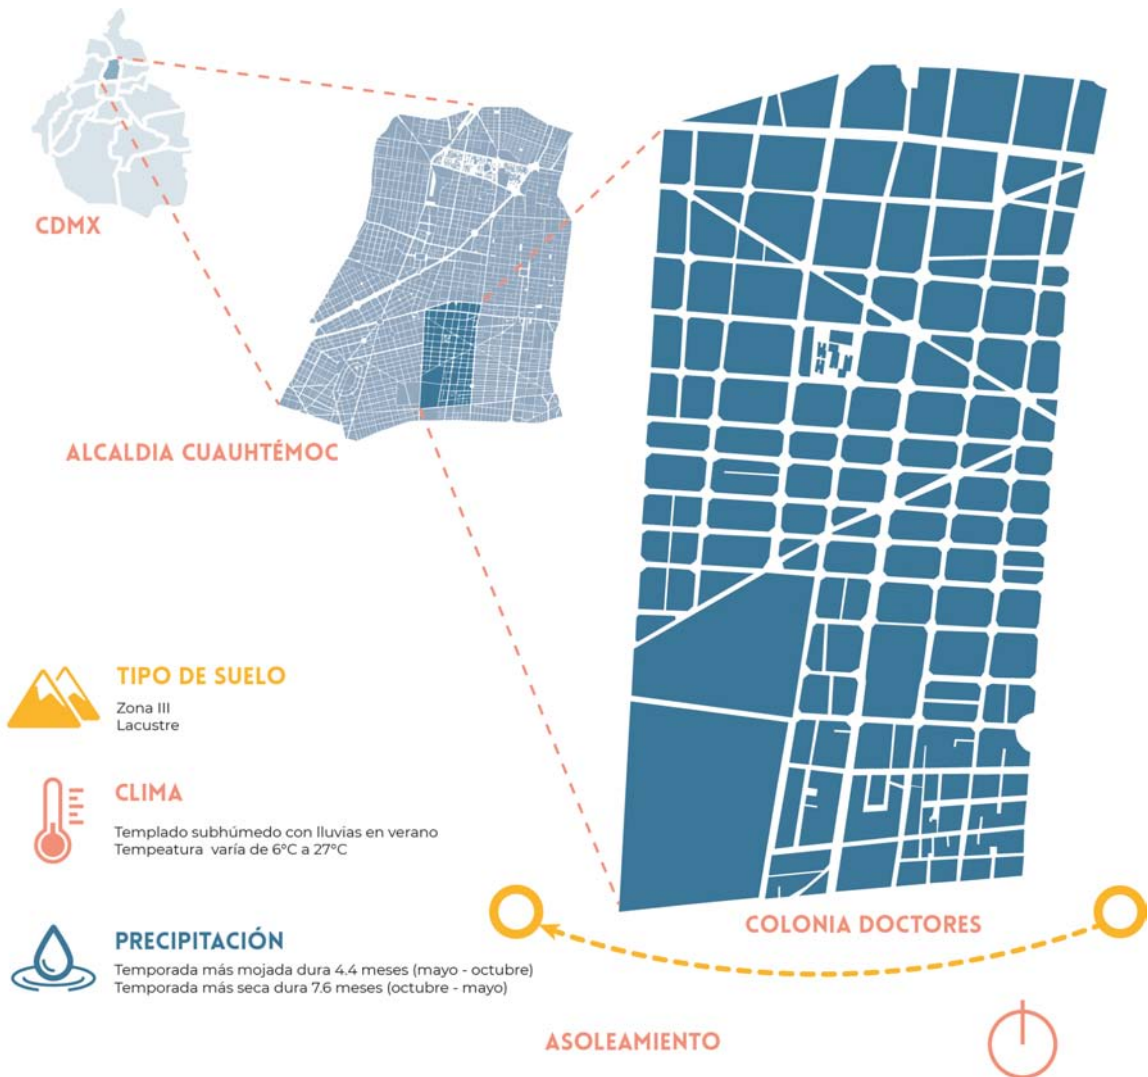 CDMX
ALCALDIA CUAUHTÉMOC
TIPO DE SUELO
Zona III
Lacustre
CLIMA
Templado subhúmedo con lluvias en verano
Tempeatura varía de 6°C a 27°C
PRECIPITACIÓN
Temporada más mojada dura 4.4 meses (mayo - octubre)
Temporada más seca dura 7.6 meses (octubre - mayo)
COLONIA DOCTORES
ASOLEAMIENTO